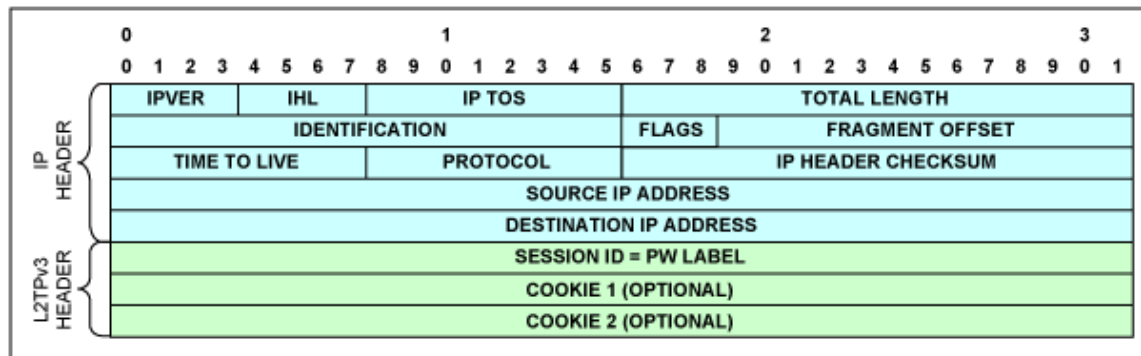 0 1 2 3
0 1 2 3 4 5 6 7 8 9 0 1 2 3 4 5 6 7 8 9 0 1 2 3 4 5 6 7 8 9 0 1
IP HEADER
IPVER IHL IP TOS TOTAL LENGTH
IDENTIFICATION FLAGS FRAGMENT OFFSET
TIME TO LIVE PROTOCOL IP HEADER CHECKSUM
SOURCE IP ADDRESS
DESTINATION IP ADDRESS
L2TPv3 HEADER
SESSION ID = PW LABEL
COOKIE 1 (OPTIONAL)
COOKIE 2 (OPTIONAL)